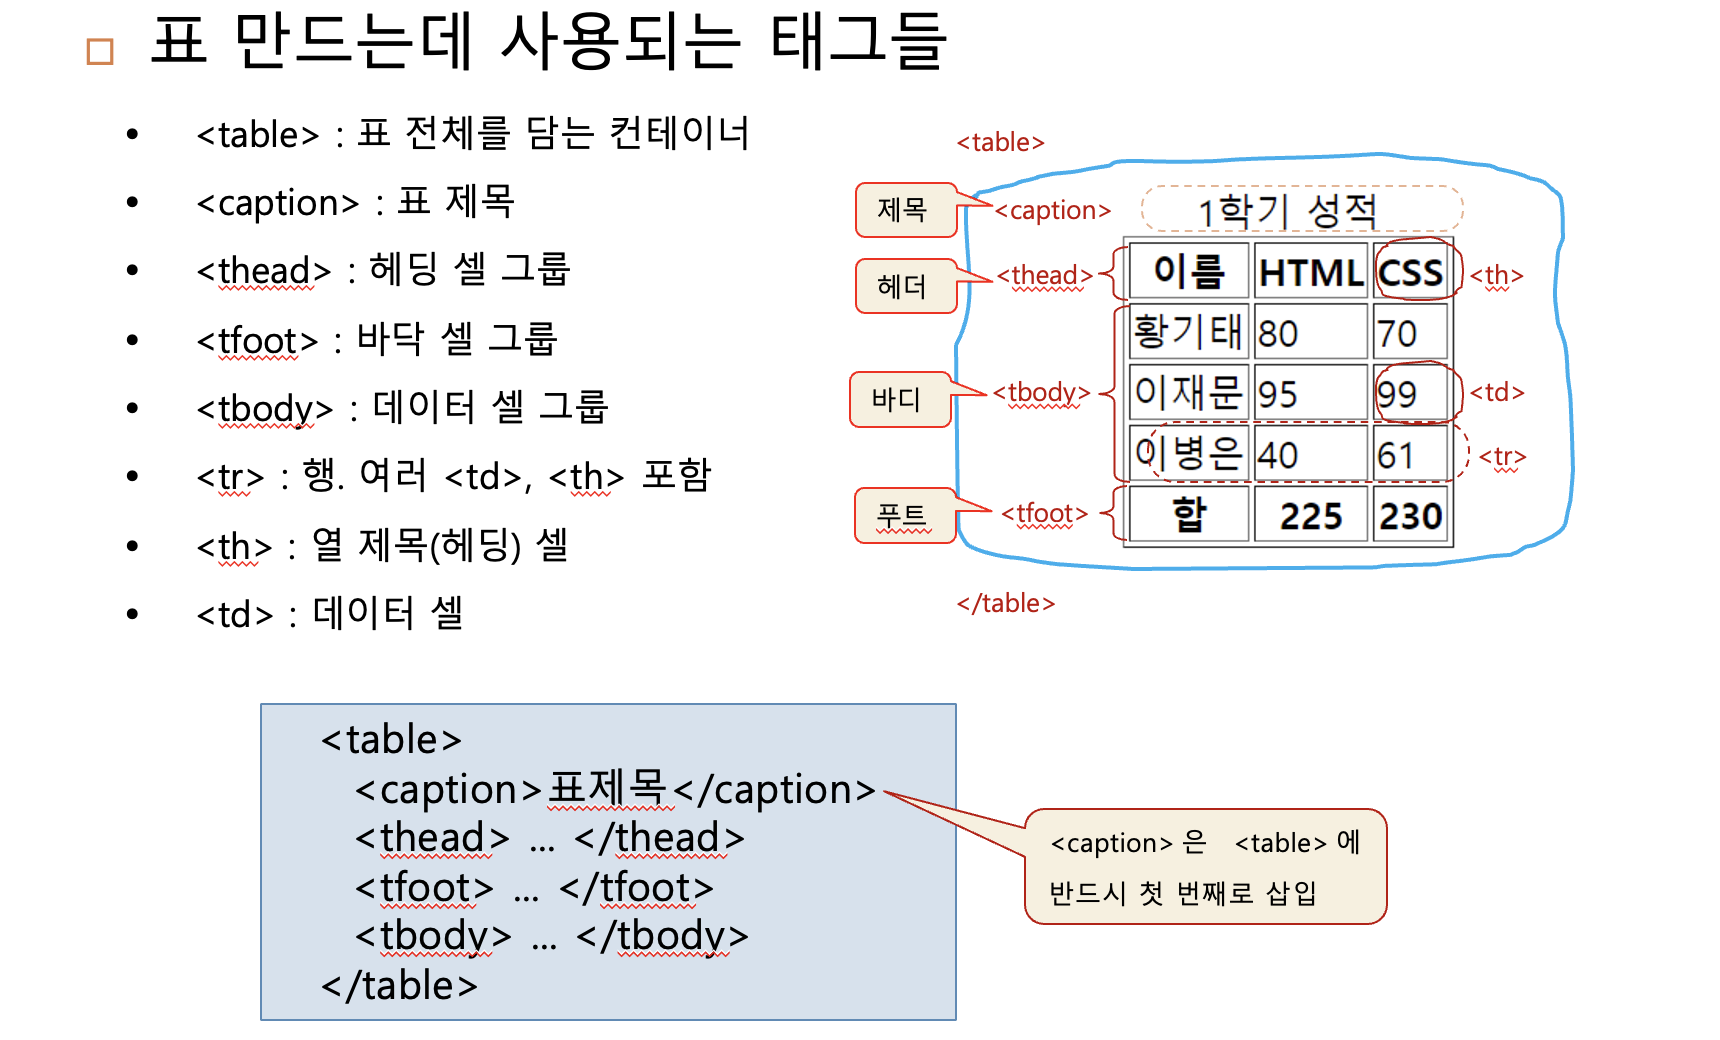 표 만드는데 사용되는 태그들
• <table> : 표 전체를 담는 컨테이너
• <caption> : 표 제목
• <thead> : 헤딩 셀 그룹
• <tfoot> : 바닥 셀 그룹
• <tbody> : 데이터 셀 그룹
• <tr> : 행. 여러 <td>, <th> 포함
• <th> : 열 제목(헤딩) 셀
• <td> : 데이터 셀
<table>
제목 <caption> 1학기 성적
헤더 <thead> 이름 HTML CSS <th>
황기태 80 70
바디 <tbody> 이재문 95 99 <td>
이병은 40 61 <tr>
푸트 <tfoot> 합 225 230
</table>
<table>
<caption>표제목</caption>
<thead> ... </thead>
<tfoot> ... </tfoot>
<tbody> ... </tbody>
</table>
<caption> 은 <table> 에
반드시 첫 번째로 삽입